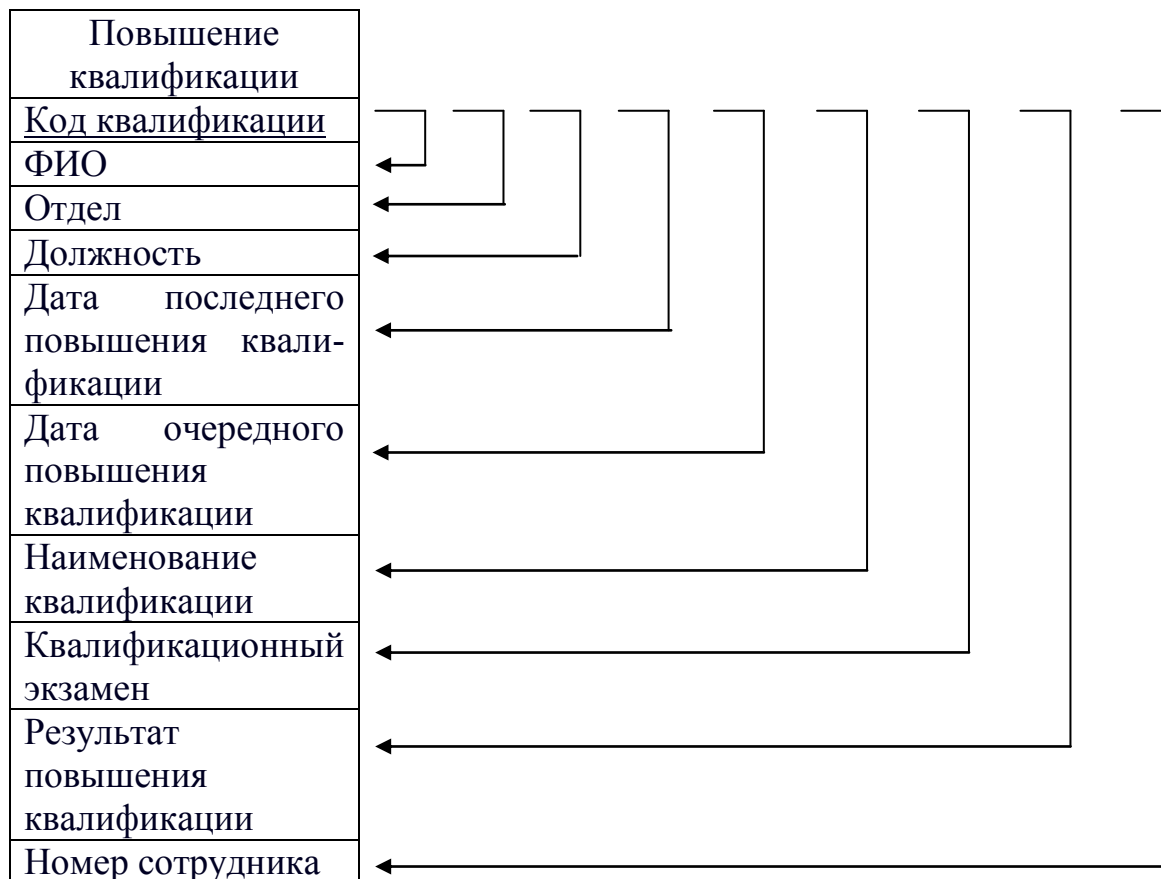 Повышение
квалификации
Код квалификации
ФИО
Отдел
Должность
Дата последнего
повышения квали-
фикации
Дата очередного
повышения
квалификации
Наименование
квалификации
Квалификационный
экзамен
Результат
повышения
квалификации
Номер сотрудника